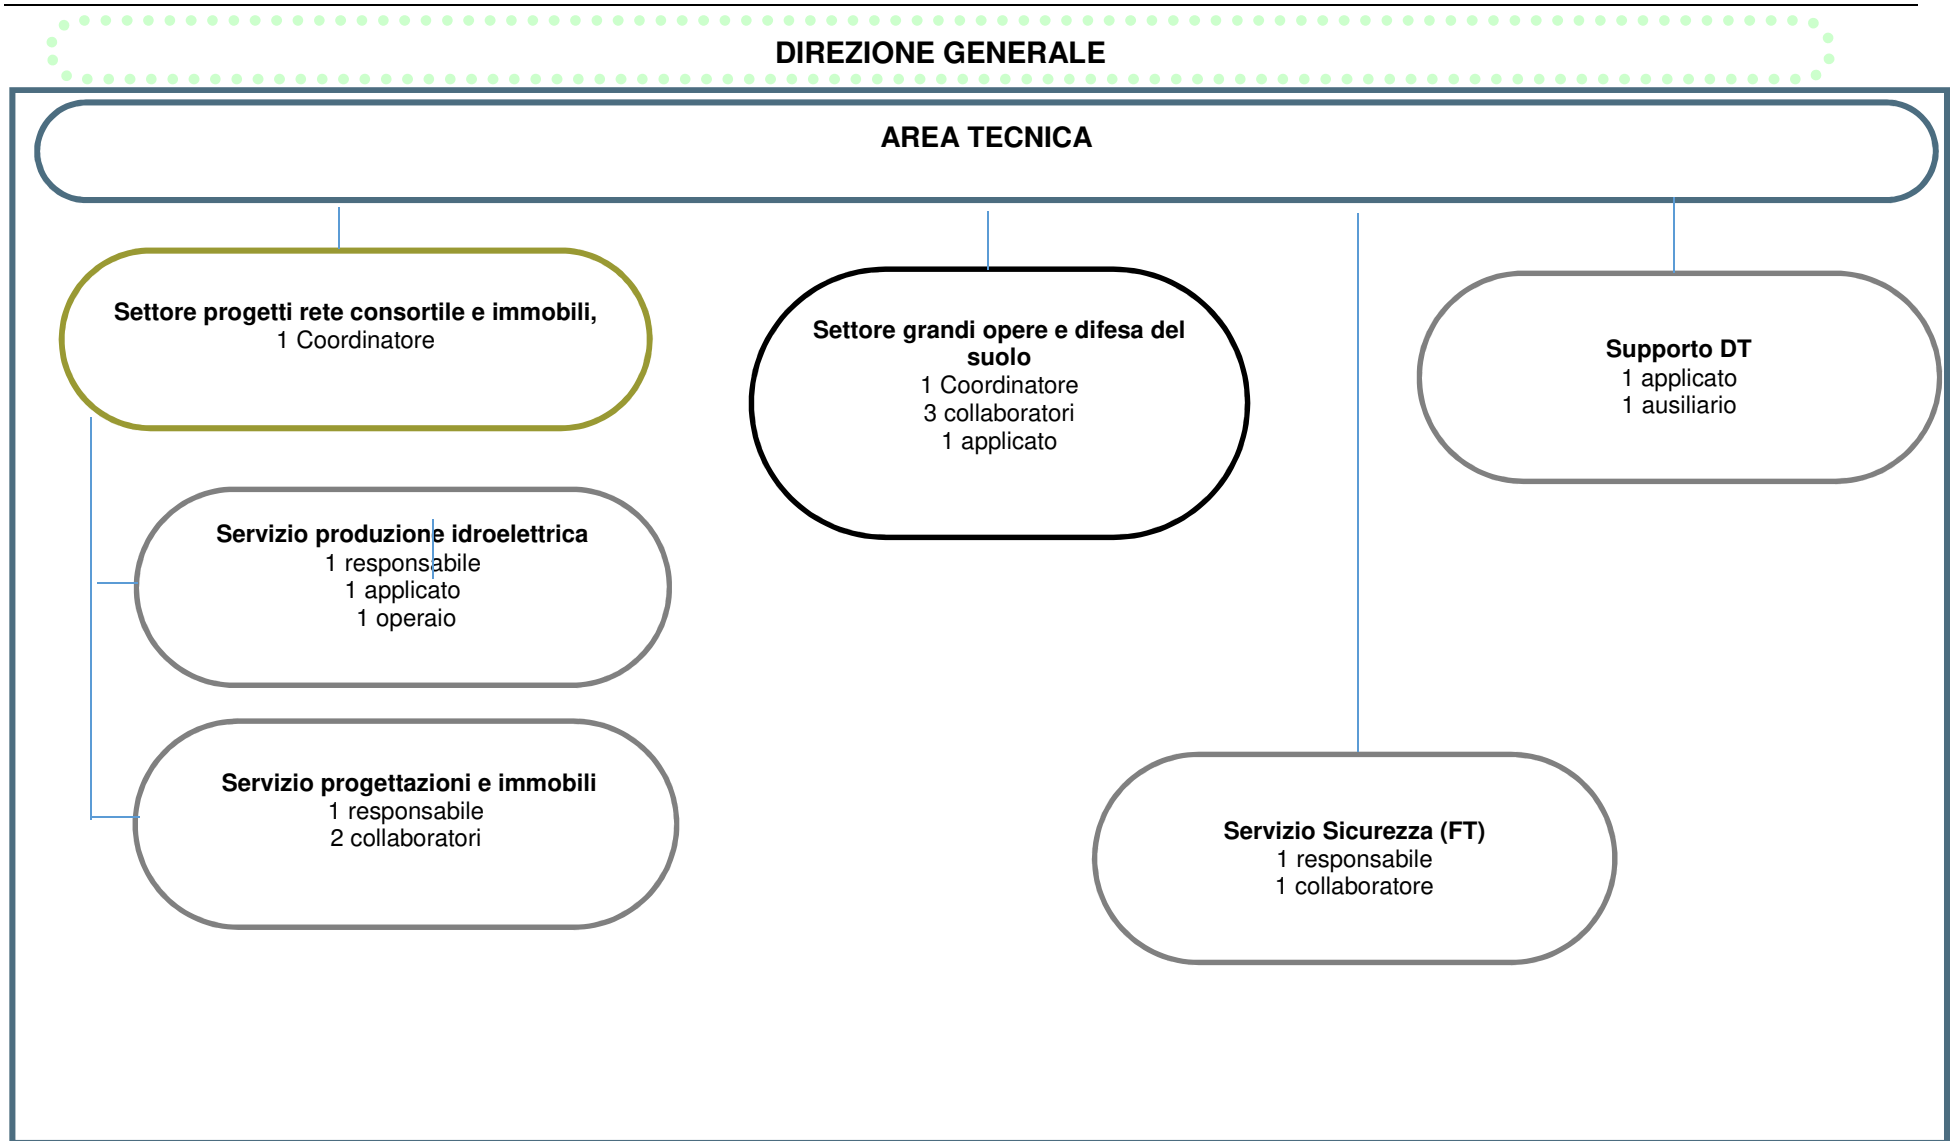 DIREZIONE GENERALE
AREA TECNICA
Settore progetti rete consortile e immobili,
1 Coordinatore
Settore grandi opere e difesa del
suolo
1 Coordinatore
3 collaboratori
1 applicato
Supporto DT
1 applicato
1 ausiliario
Servizio produzione idroelettrica
1 responsabile
1 applicato
1 operaio
Servizio progettazioni e immobili
1 responsabile
2 collaboratori
Servizio Sicurezza (FT)
1 responsabile
1 collaboratore